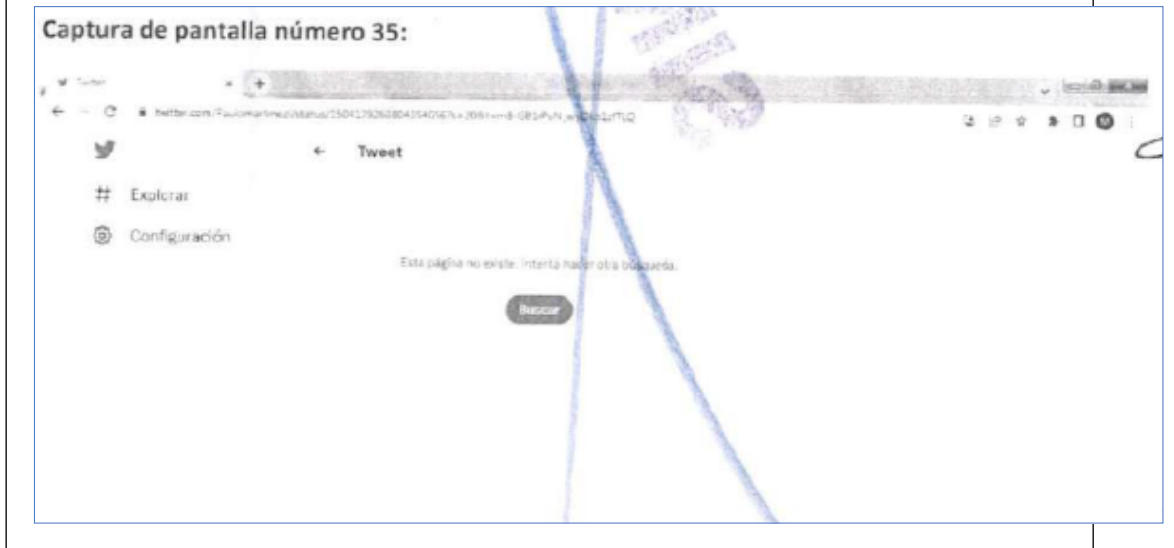 Captura de pantalla número 35:
Tweet
Explorar
Configuración
Esta página no existe. Intenta hacer otra búsqueda.
Buscar